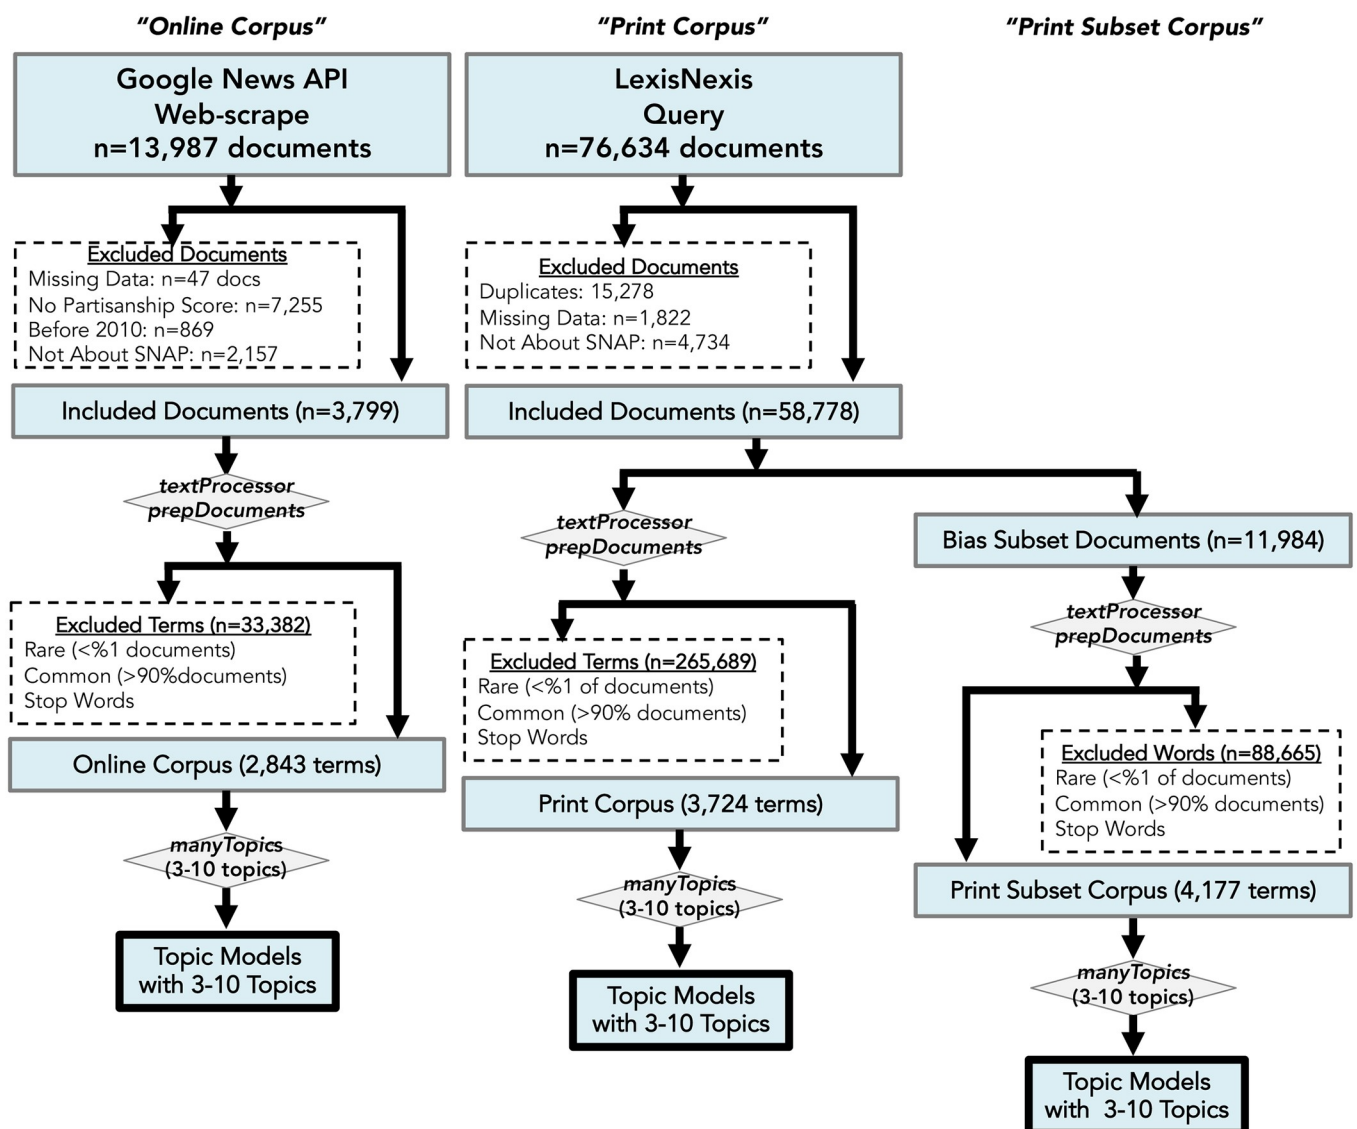 "Online Corpus"
Google News API
Web-scrape
n=13,987 documents
Excluded Documents
Missing Data: n=47 docs
No Partisanship Score: n=7,255
Before 2010: n=869
Not About SNAP: n=2,157
Included Documents (n=3,799)
textProcessor
prepDocuments
Excluded Terms (n=33,382)
Rare (<%1 documents)
Common (>90%documents)
Stop Words
Online Corpus (2,843 terms)
manyTopics
(3-10 topics)
Topic Models
with 3-10 Topics
"Print Corpus"
LexisNexis
Query
n=76,634 documents
Excluded Documents
Duplicates: 15,278
Missing Data: n=1,822
Not About SNAP: n=4,734
Included Documents (n=58,778)
textProcessor
prepDocuments
Excluded Terms (n=265,689)
Rare (<%1 of documents)
Common (>90% documents)
Stop Words
Print Corpus (3,724 terms)
manyTopics
(3-10 topics)
Topic Models
with 3-10 Topics
"Print Subset Corpus"
Bias Subset Documents (n=11,984)
textProcessor
prepDocuments
Excluded Words (n=88,665)
Rare (<%1 of documents)
Common (>90% documents)
Stop Words
Print Subset Corpus (4,177 terms)
manyTopics
(3-10 topics)
Topic Models
with 3-10 Topics